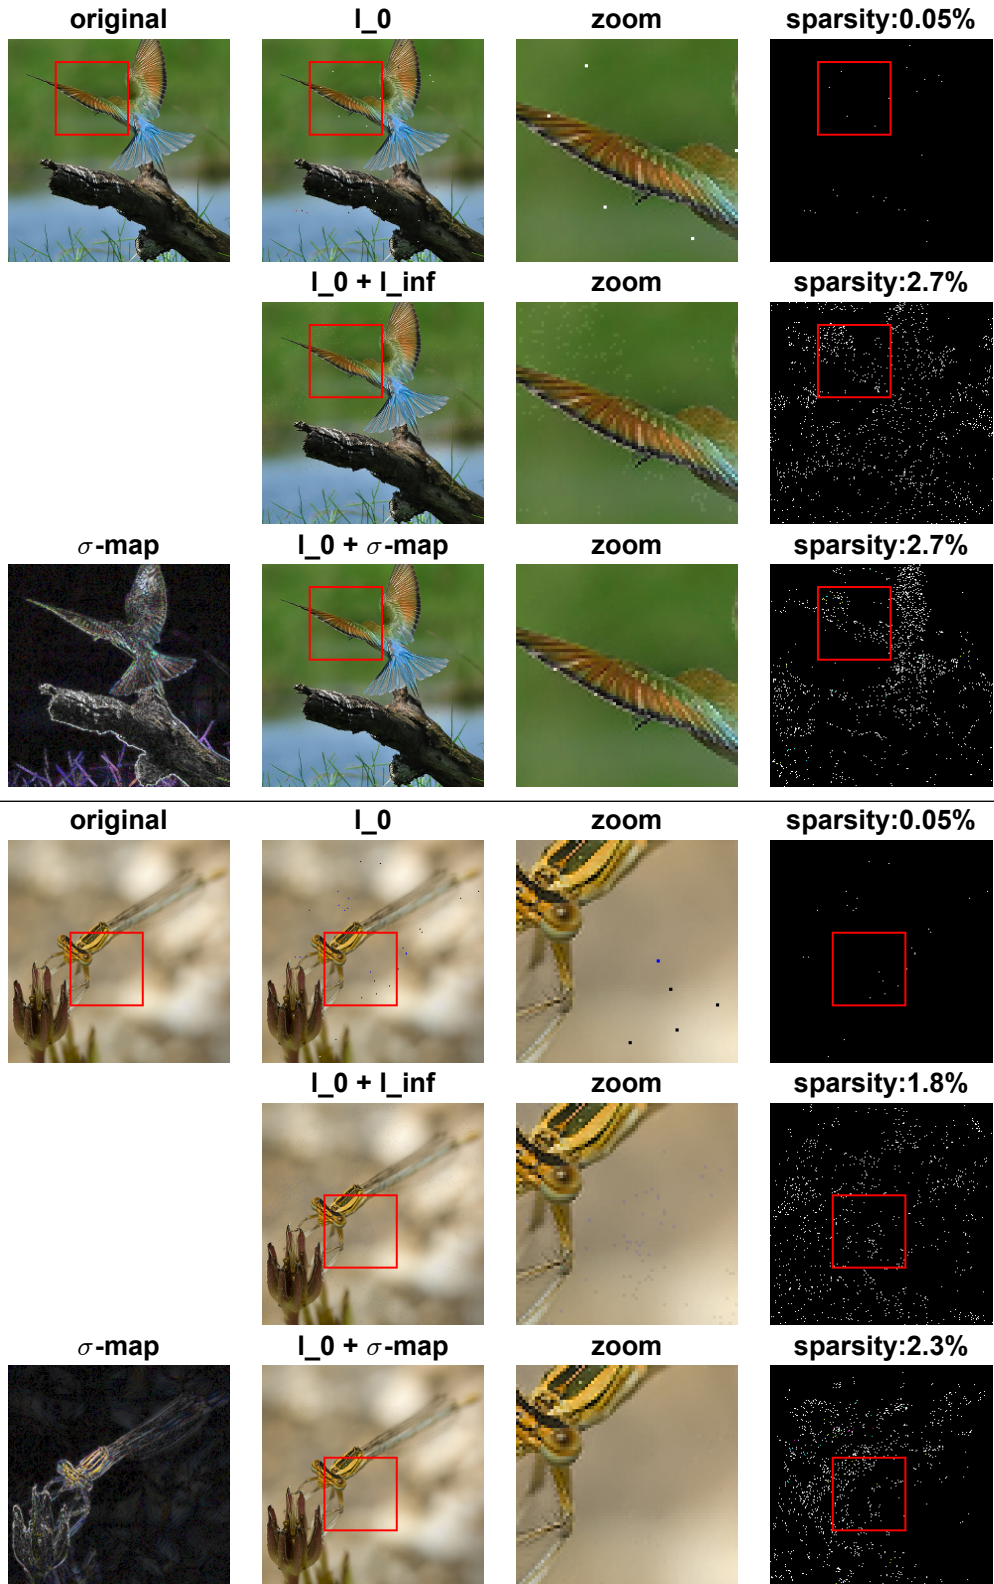 original l_0 zoom sparsity:0.05%
l_0 + l_inf zoom sparsity:2.7%
σ-map l_0 + σ-map zoom sparsity:2.7%
original l_0 zoom sparsity:0.05%
l_0 + l_inf zoom sparsity:1.8%
σ-map l_0 + σ-map zoom sparsity:2.3%